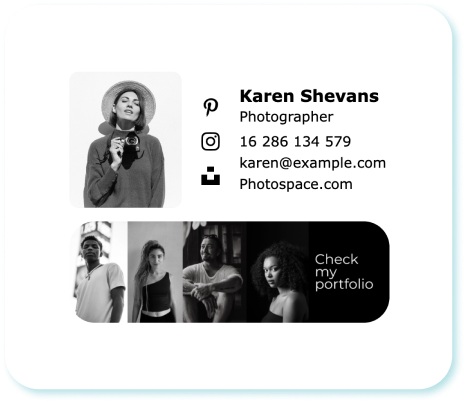 Karen Shevans
Photographer
16 286 134 579
karen@example.com
Photospace.com
Check
my
portfolio